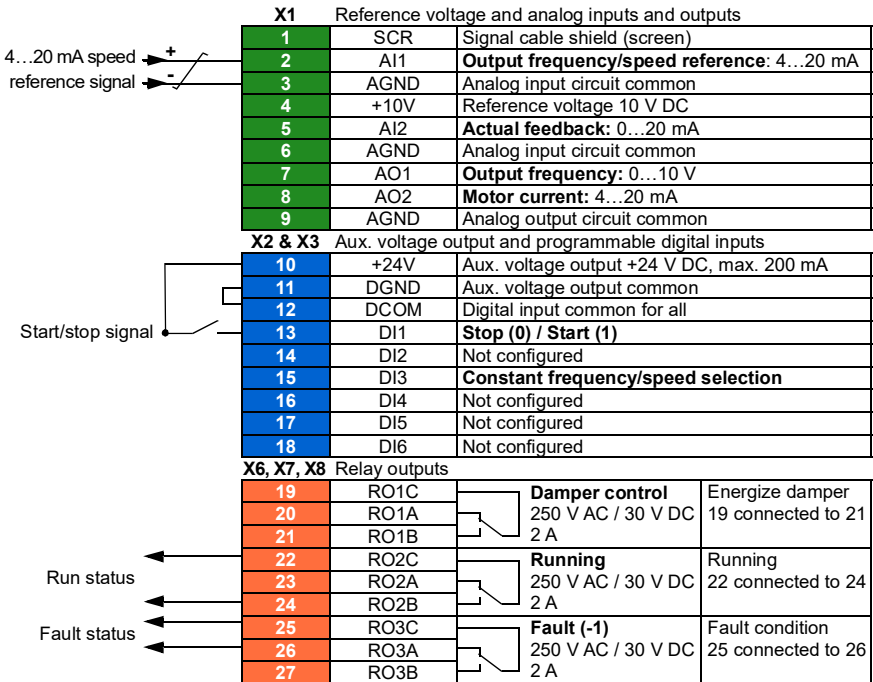 X1 Reference voltage and analog inputs and outputs
1 SCR Signal cable shield (screen)
4…20 mA speed + 2 AI1 Output frequency/speed reference: 4…20 mA
reference signal - 3 AGND Analog input circuit common
4 +10V Reference voltage 10 V DC
5 AI2 Actual feedback: 0…20 mA
6 AGND Analog input circuit common
7 AO1 Output frequency: 0…10 V
8 AO2 Motor current: 4…20 mA
9 AGND Analog output circuit common
X2 & X3 Aux. voltage output and programmable digital inputs
10 +24V Aux. voltage output +24 V DC, max. 200 mA
11 DGND Aux. voltage output common
12 DCOM Digital input common for all
Start/stop signal 13 DI1 Stop (0) / Start (1)
14 DI2 Not configured
15 DI3 Constant frequency/speed selection
16 DI4 Not configured
17 DI5 Not configured
18 DI6 Not configured
X6, X7, X8 Relay outputs
19 RO1C Damper control Energize damper
20 RO1A 250 V AC / 30 V DC 19 connected to 21
21 RO1B 2 A
22 RO2C Running Running
Run status 23 RO2A 250 V AC / 30 V DC 22 connected to 24
24 RO2B 2 A
Fault status 25 RO3C Fault (-1) Fault condition
26 RO3A 250 V AC / 30 V DC 25 connected to 26
27 RO3B 2 A